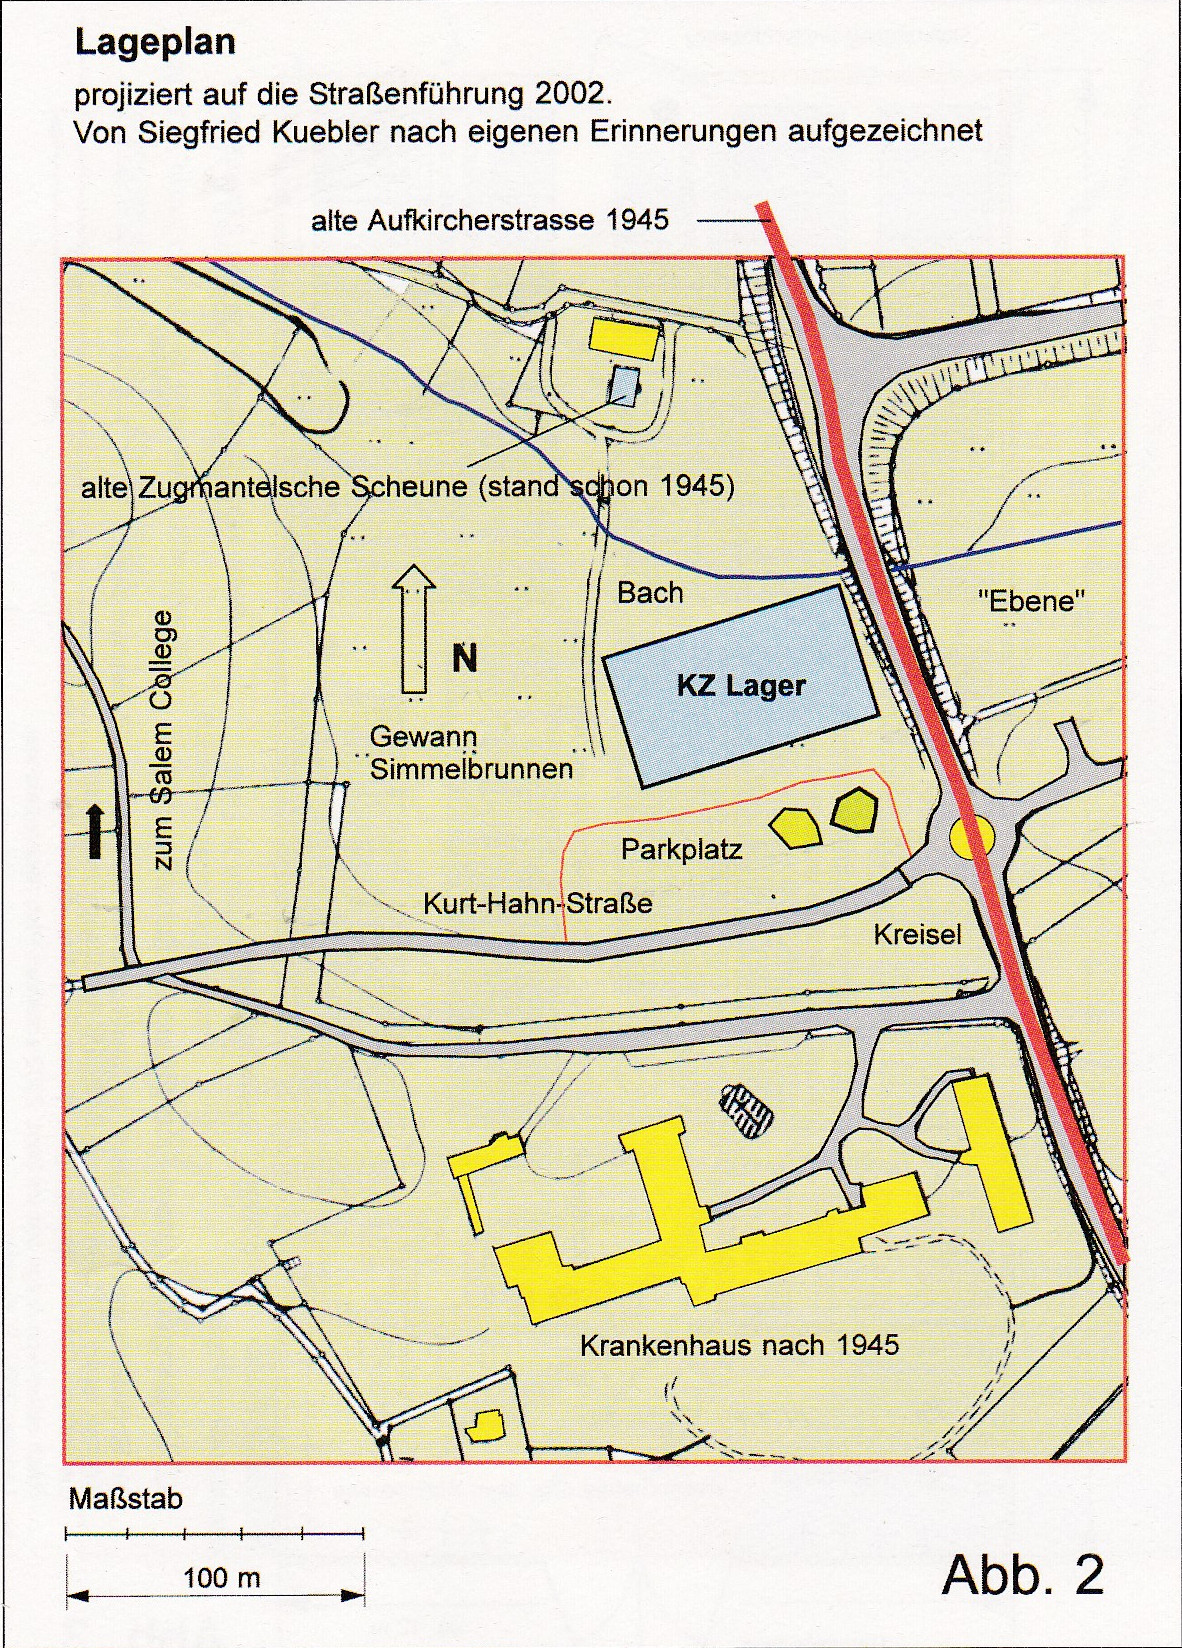 Lageplan
projiziert auf die Straßenführung 2002.
Von Siegfried Kuebler nach eigenen Erinnerungen aufgezeichnet
alte Aufkircherstrasse 1945
alte Zugmantelsche Scheune (stand schon 1945)
Bach
"Ebene"
N
KZ Lager
zum Salem College
Gewann
Simmelbrunnen
Parkplatz
Kurt-Hahn-Straße
Kreisel
Krankenhaus nach 1945
Maßstab
100 m
Abb. 2